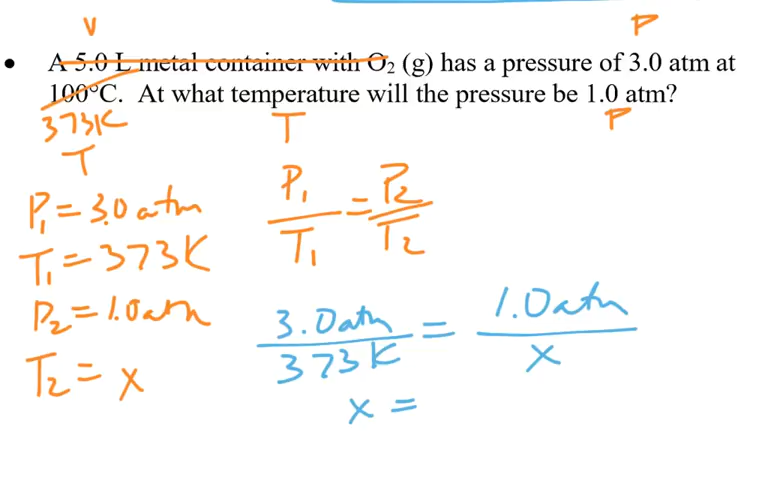 V P
• A 5.0 L metal container with O₂ (g) has a pressure of 3.0 atm at
100°C. At what temperature will the pressure be 1.0 atm?
373K T P
T
P₁ = 3.0 atm
T₁ = 373K
P₂ = 1.0 atm
T₂ = x
P₁/T₁ = P₂/T₂
3.0 atm/373K = 1.0 atm/x
x =